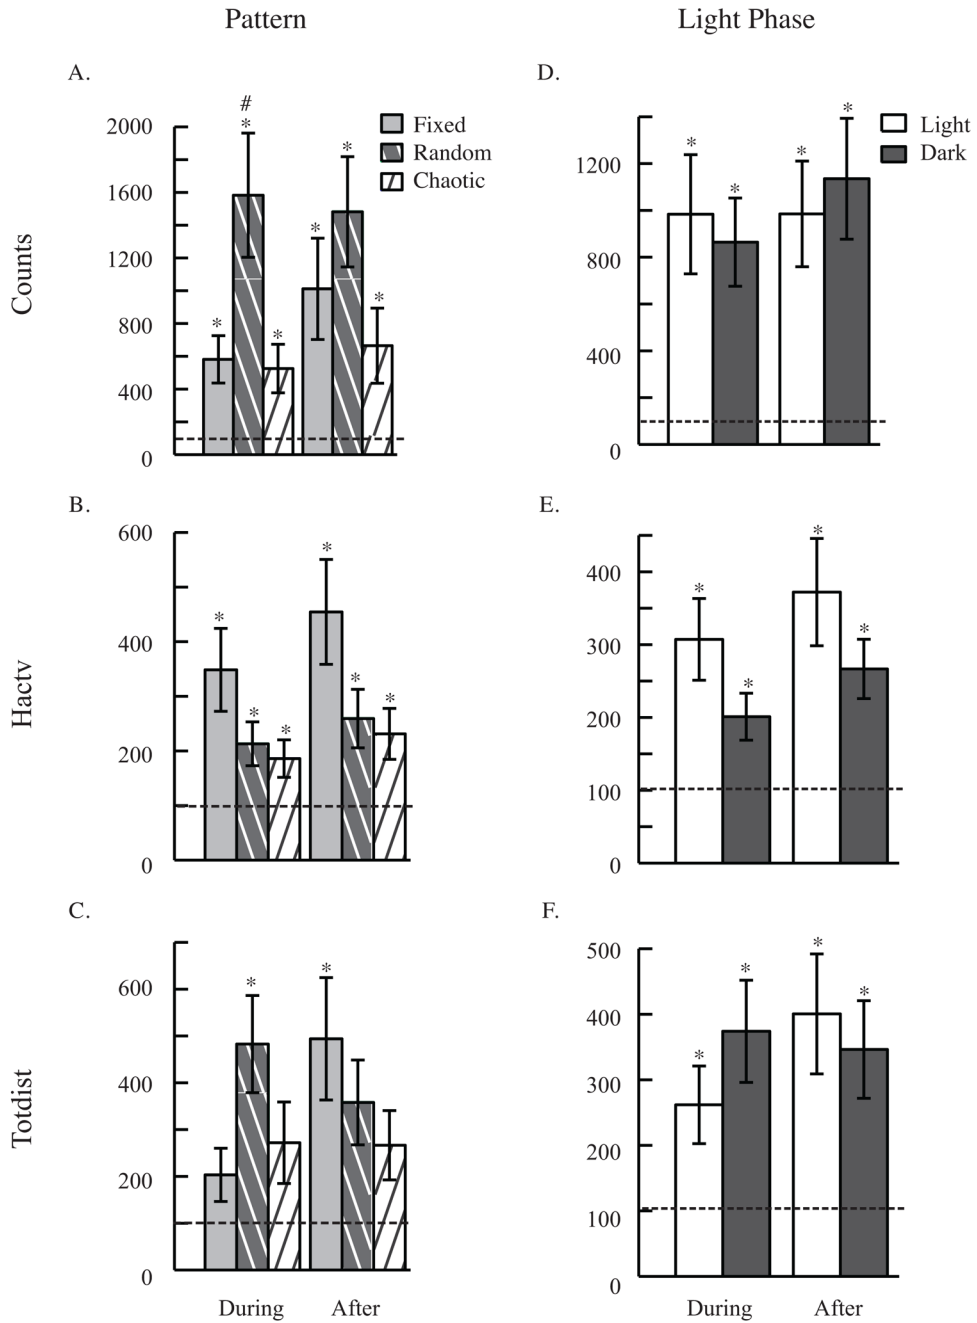 Pattern
Light Phase
A.
D.
#
*
*
*
*
*
*
2000
1600
1200
800
400
0
Counts
Fixed
Random
Chaotic
*
*
*
*
1200
800
400
0
Light
Dark
B.
E.
600
400
200
0
Hactv
*
*
*
*
*
*
400
300
200
100
0
*
*
*
*
C.
F.
600
400
200
0
Totdist
*
*
500
400
300
200
100
0
*
*
*
*
During
After
During
After